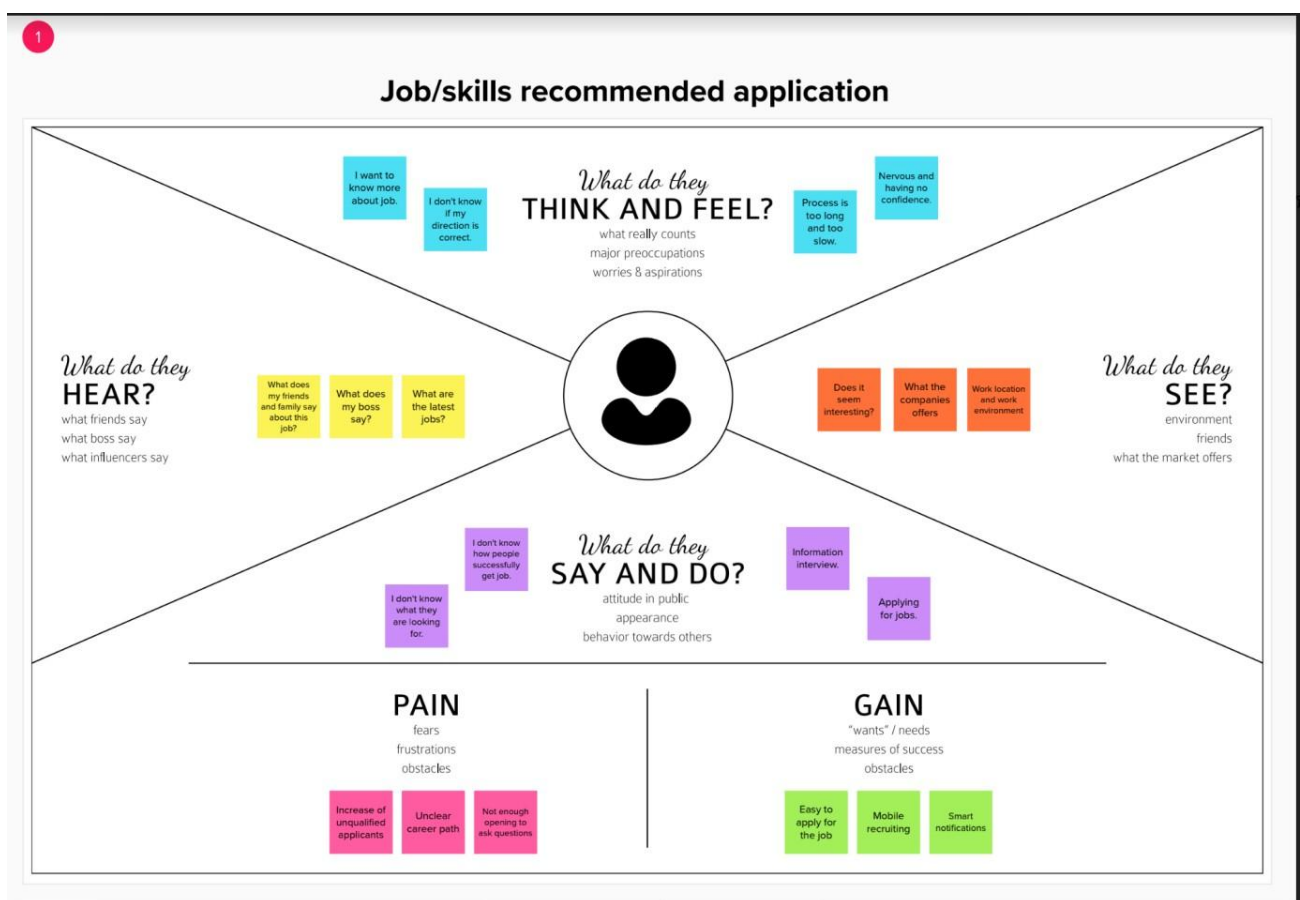 1
Job/skills recommended application
I want to
know more
about job.
I don't know
if my
direction is
correct.
What do they
THINK AND FEEL?
what really counts
major preoccupations
worries & aspirations
Process is
too long
and too
slow.
Nervous and
having no
confidence.
What do they
HEAR?
what friends say
what boss say
what influencers say
What does
my friends
and family say
about this
job?
What does
my boss
say?
What are
the latest
jobs?
Does it
seem
interesting?
What the
companies
offers
Work location
and work
environment
What do they
SEE?
environment
friends
what the market offers
I don't know
how people
successfully
get job.
I don't know
what they
are looking
for.
What do they
SAY AND DO?
attitude in public
appearance
behavior towards others
Information
interview.
Applying
for jobs.
PAIN
fears
frustrations
obstacles
Increase of
unqualified
applicants
Unclear
career path
Not enough
opening to
ask questions
GAIN
"wants" / needs
measures of success
obstacles
Easy to
apply for
the job
Mobile
recruiting
Smart
notifications